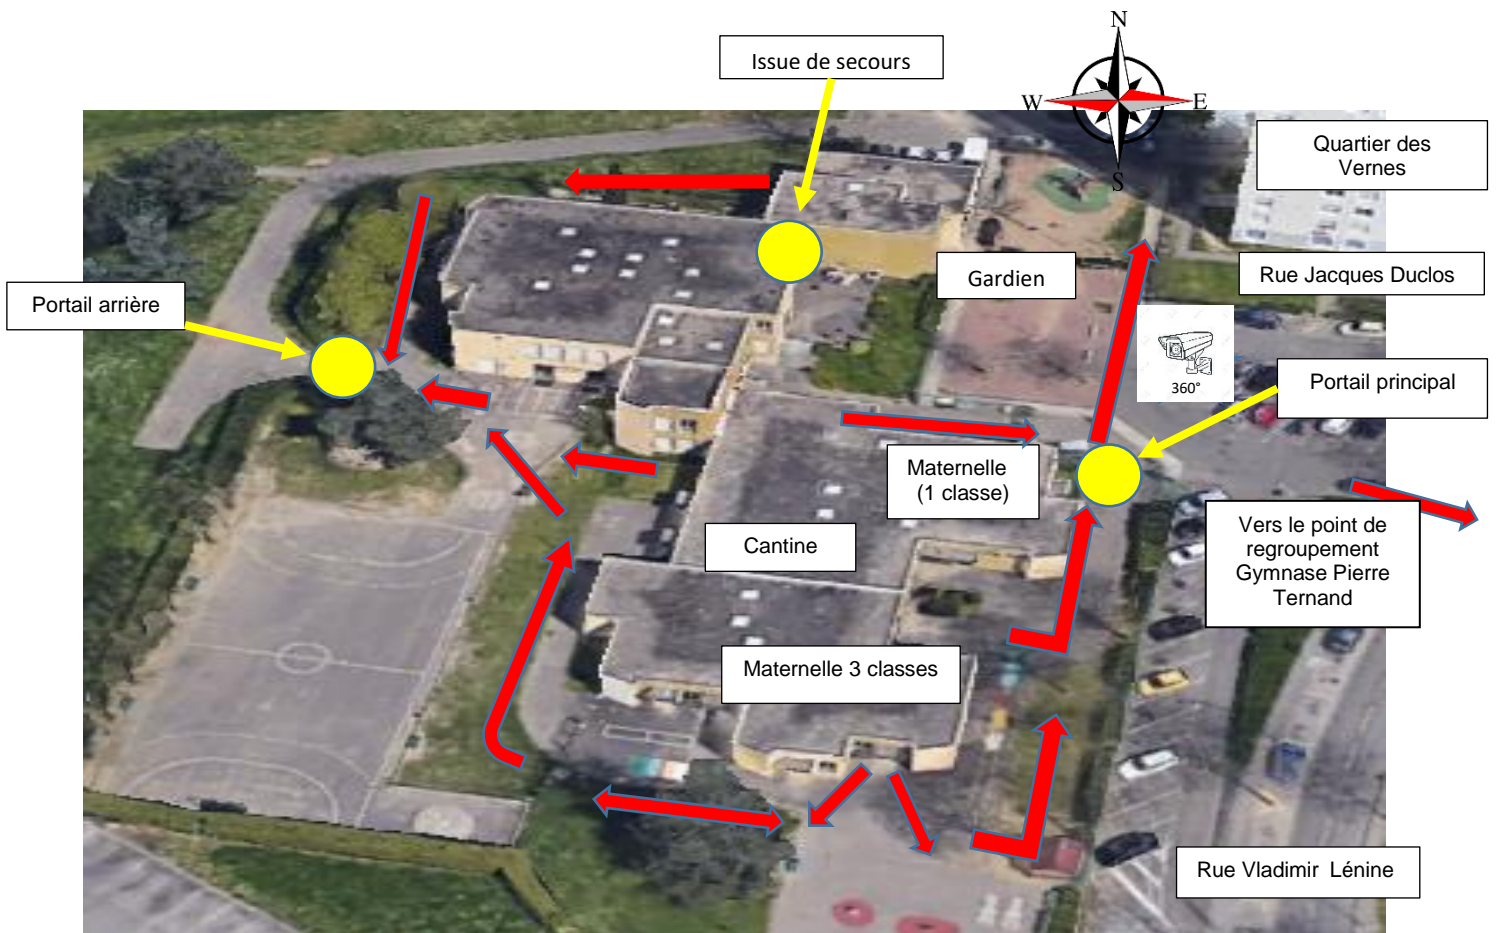 N
Issue de secours
W
E
Quartier des
Vernes
S
Gardien
Rue Jacques Duclos
Portail arrière
360°
Portail principal
Maternelle
(1 classe)
Cantine
Vers le point de
regroupement
Gymnase Pierre
Ternand
Maternelle 3 classes
Rue Vladimir Lénine